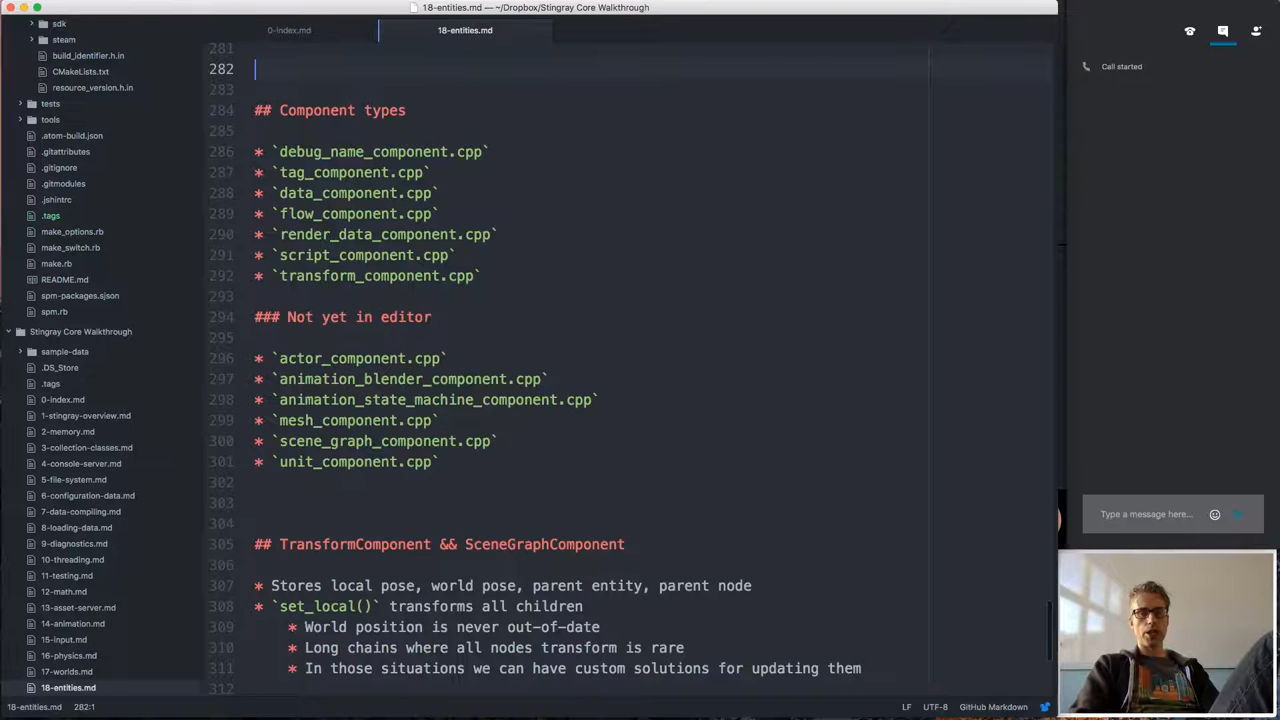 18-entities.md — ~/Dropbox/Stingray Core Walkthrough
0-index.md
18-entities.md
sdk
steam
build_identifier.h.in
CMakeLists.txt
resource_version.h.in
tests
tools
.atom-build.json
.gitattributes
.gitignore
.gitmodules
.jshintrc
.tags
make_options.rb
make_switch.rb
make.rb
README.md
spm-packages.sjson
spm.rb
Stingray Core Walkthrough
sample-data
.DS_Store
.tags
0-index.md
1-stingray-overview.md
2-memory.md
3-collection-classes.md
4-console-server.md
5-file-system.md
6-configuration-data.md
7-data-compiling.md
8-loading-data.md
9-diagnostics.md
10-threading.md
11-testing.md
12-math.md
13-asset-server.md
14-animation.md
15-input.md
16-physics.md
17-worlds.md
18-entities.md
281
282
283
284 ## Component types
285
286 * `debug_name_component.cpp`
287 * `tag_component.cpp`
288 * `data_component.cpp`
289 * `flow_component.cpp`
290 * `render_data_component.cpp`
291 * `script_component.cpp`
292 * `transform_component.cpp`
293
294 ### Not yet in editor
295
296 * `actor_component.cpp`
297 * `animation_blender_component.cpp`
298 * `animation_state_machine_component.cpp`
299 * `mesh_component.cpp`
300 * `scene_graph_component.cpp`
301 * `unit_component.cpp`
302
303
304
305 ## TransformComponent && SceneGraphComponent
306
307 * Stores local pose, world pose, parent entity, parent node
308 * `set_local()` transforms all children
309 * World position is never out-of-date
310 * Long chains where all nodes transform is rare
311 * In those situations we can have custom solutions for updating them
312
18-entities.md 282:1
LF UTF-8 GitHub Markdown
Call started
Type a message here...